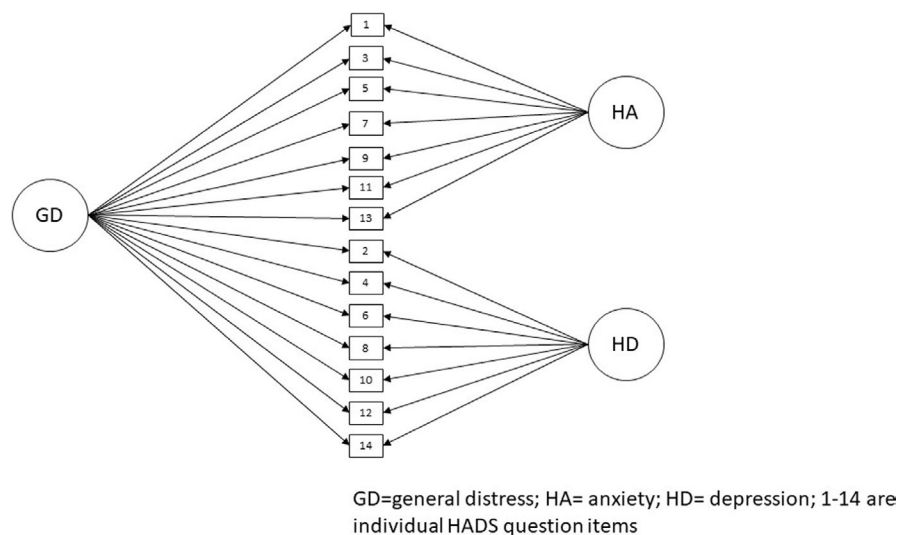 1
3
5
7
9
11
13
2
4
6
8
10
12
14
GD
HA
HD
GD=general distress; HA= anxiety; HD= depression; 1-14 are
individual HADS question items